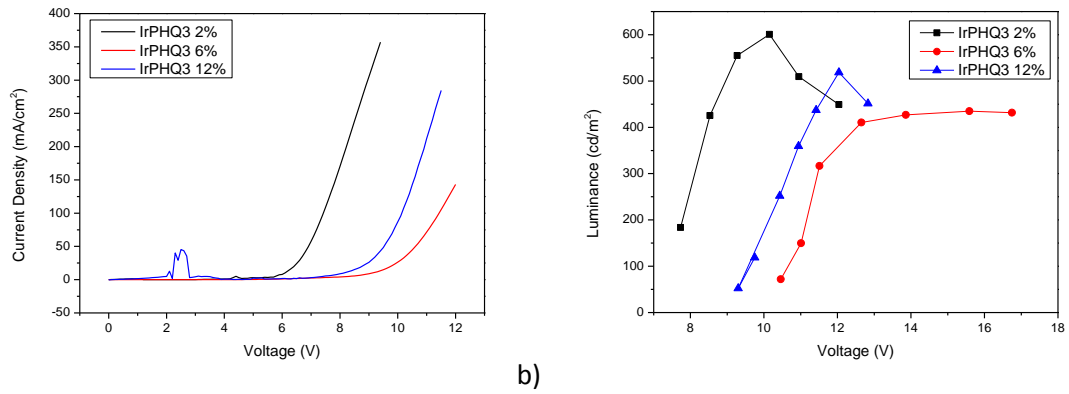 IrPHQ3 2%
IrPHQ3 6%
IrPHQ3 12%
400
350
300
250
200
150
100
50
0
-50
Current Density (mA/cm²)
0 2 4 6 8 10 12
Voltage (V)
b)
IrPHQ3 2%
IrPHQ3 6%
IrPHQ3 12%
600
500
400
300
200
100
0
Luminance (cd/m²)
8 10 12 14 16 18
Voltage (V)